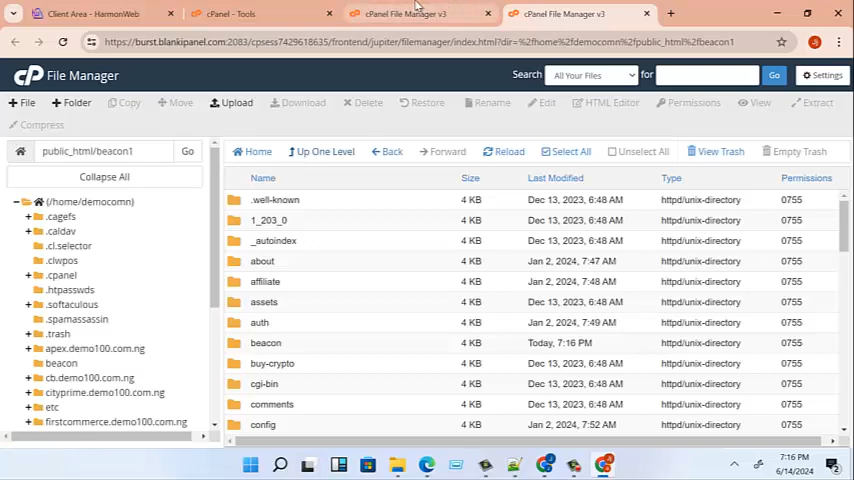 Client Area - HarmonWeb
cPanel - Tools
cPanel File Manager v3
cPanel File Manager v3
https://burst.blankipanel.com:2083/cpsess7429618635/frontend/jupiter/filemanager/index.html?dir=%2fhome%2fdemocomn%2fpublic_html%2fbeacon1
cP File Manager
Search All Your Files for Go Settings
File Folder Copy Move Upload Download Delete Restore Rename Edit HTML Editor Permissions View Extract
Compress
public_html/beacon1 Go
Home Up One Level Back Forward Reload Select All Unselect All View Trash Empty Trash
Collapse All
(/home/democomn)
.cagefs
.caldav
.cl.selector
.clwpos
.cpanel
.htpasswds
.softaculous
.spamassassin
.trash
apex.demo100.com.ng
beacon
cb.demo100.com.ng
cityprime.demo100.com.ng
etc
firstcommerce.demo100.com.ng
Name Size Last Modified Type Permissions
.well-known 4 KB Dec 13, 2023, 6:48 AM httpd/unix-directory 0755
1_203_0 4 KB Dec 13, 2023, 6:48 AM httpd/unix-directory 0755
_autoindex 4 KB Dec 13, 2023, 6:48 AM httpd/unix-directory 0755
about 4 KB Jan 2, 2024, 7:47 AM httpd/unix-directory 0755
affiliate 4 KB Dec 13, 2023, 6:48 AM httpd/unix-directory 0755
assets 4 KB Dec 13, 2023, 6:48 AM httpd/unix-directory 0755
auth 4 KB Jan 2, 2024, 7:49 AM httpd/unix-directory 0755
beacon 4 KB Today, 7:16 PM httpd/unix-directory 0755
buy-crypto 4 KB Dec 13, 2023, 6:48 AM httpd/unix-directory 0755
cgi-bin 4 KB Dec 13, 2023, 6:48 AM httpd/unix-directory 0755
comments 4 KB Dec 13, 2023, 6:48 AM httpd/unix-directory 0755
config 4 KB Jan 2, 2024, 7:52 AM httpd/unix-directory 0755
7:16 PM
6/14/2024